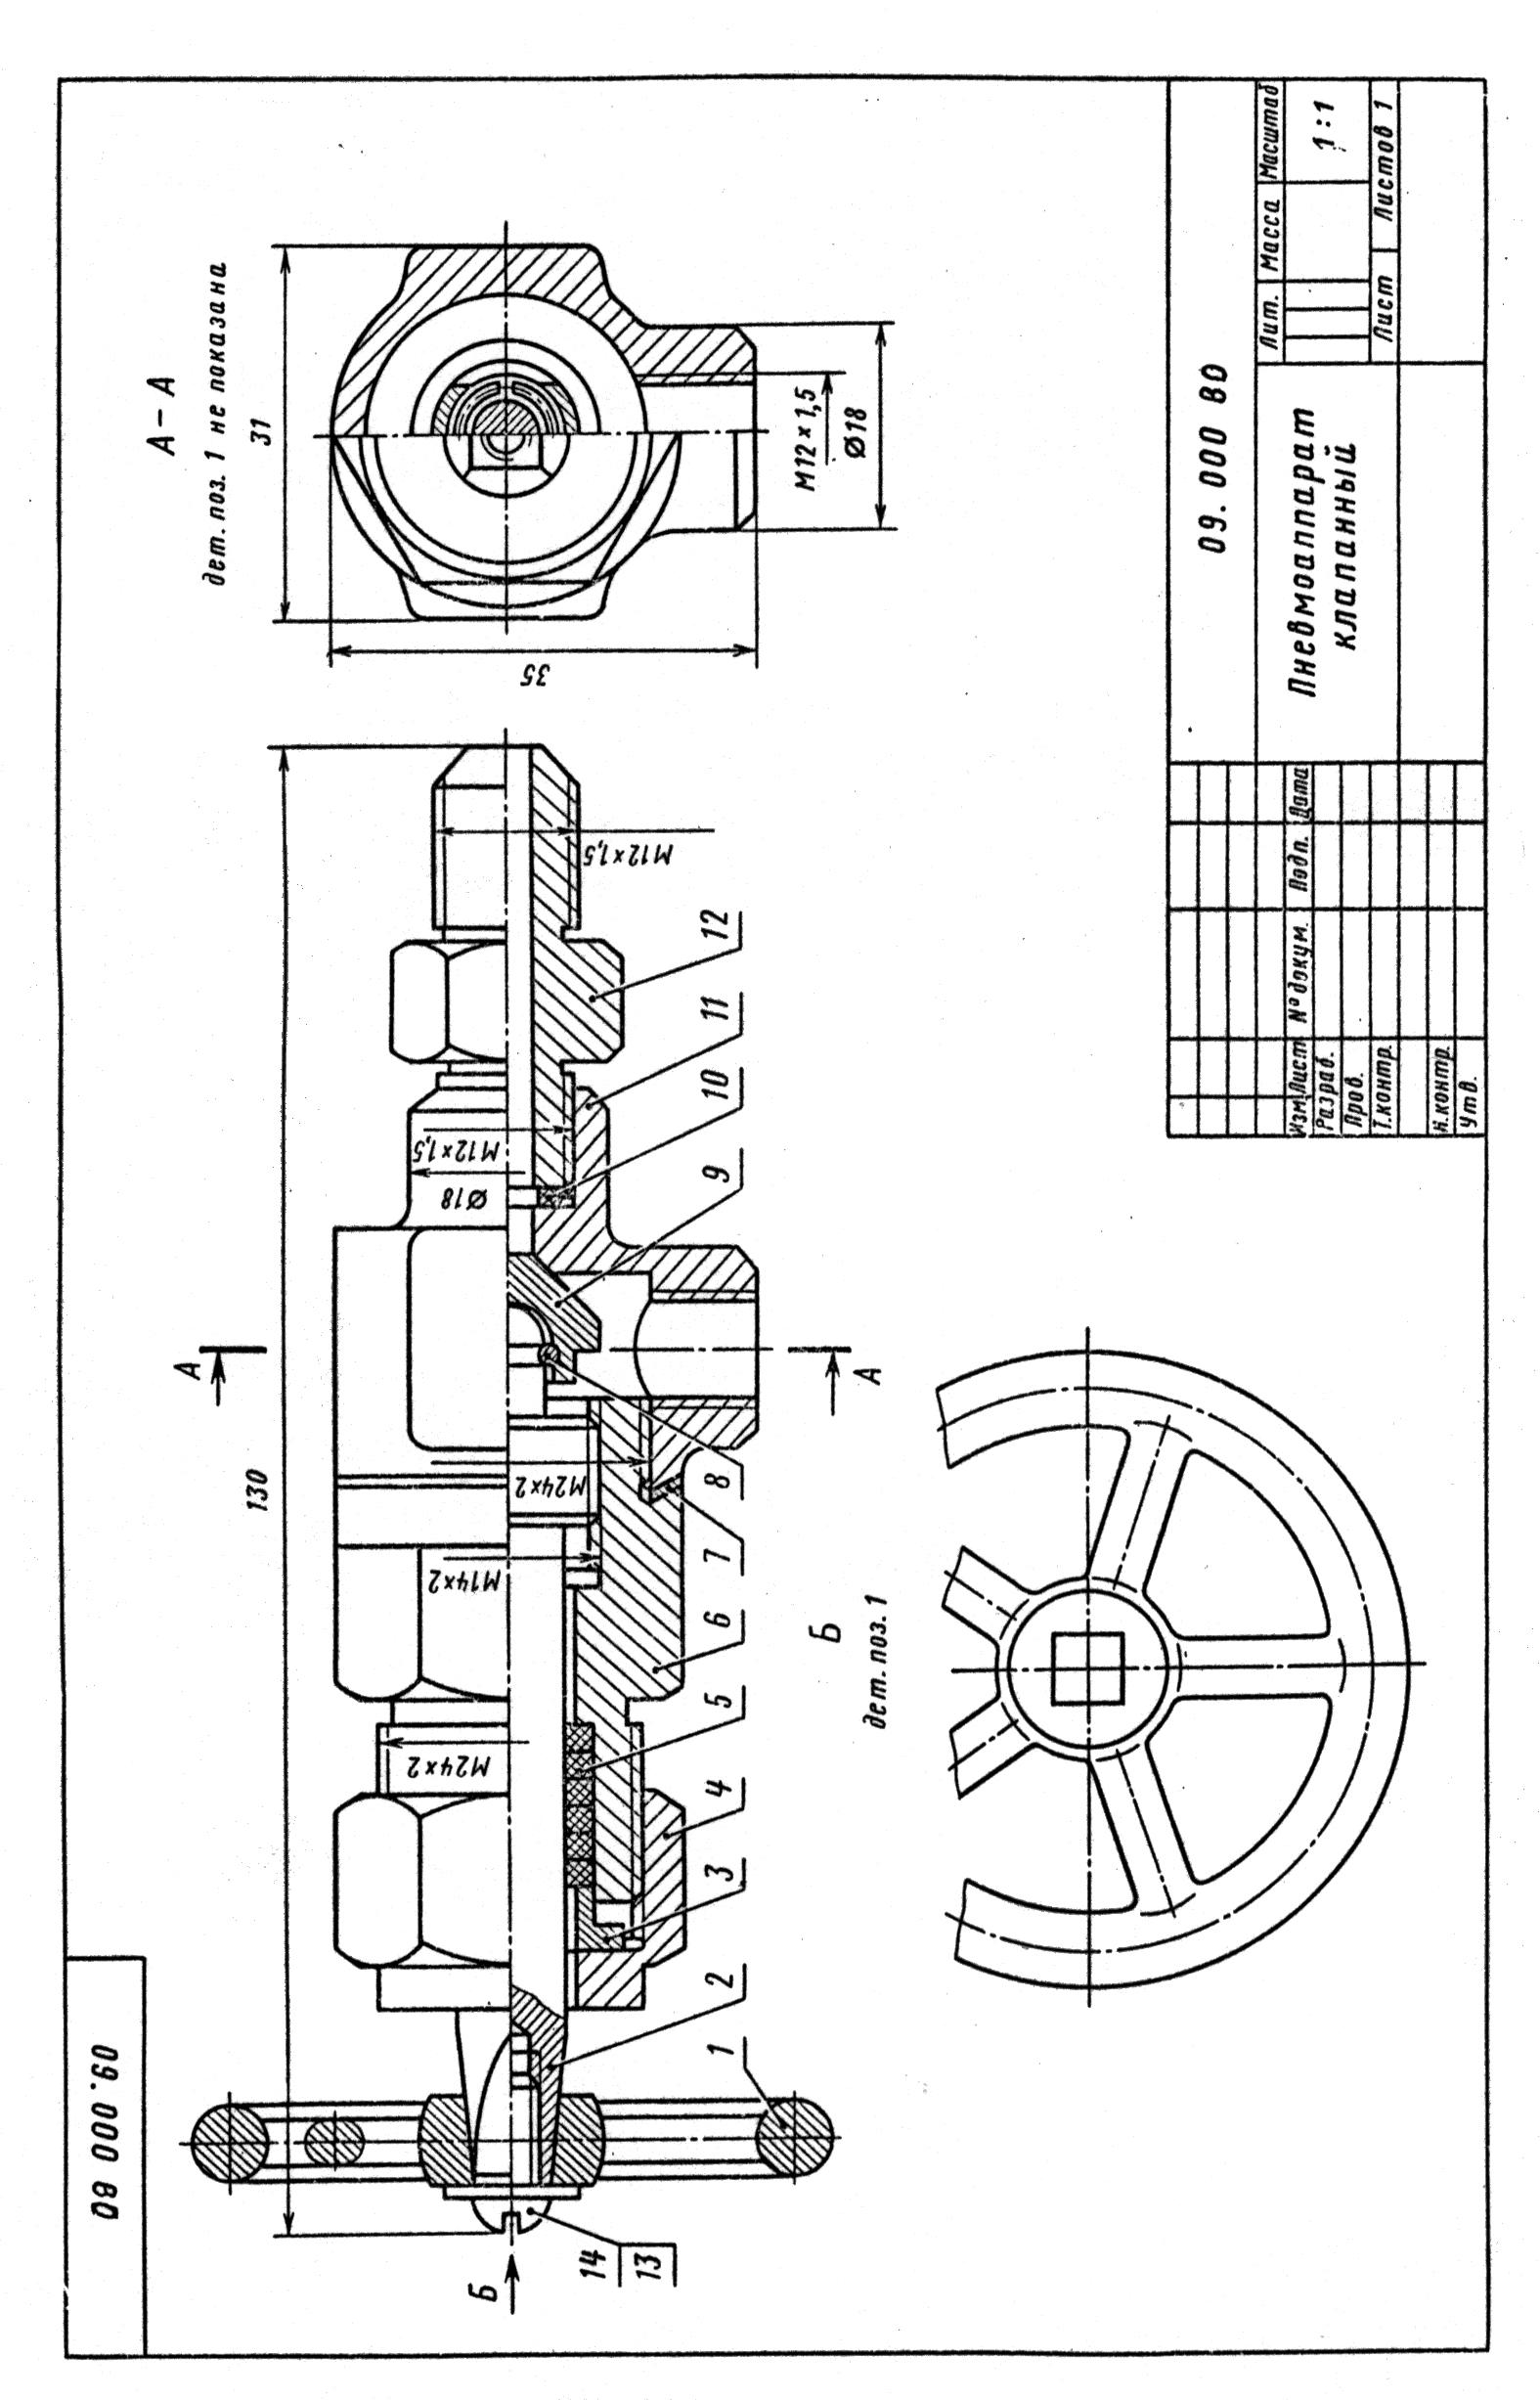 09.000 ВО
А – А
дет. поз. 1 не показана
31
35
М12×1,5
Ø18
130
А
А
М24×2
М14×2
М24×2
Ø18
М12×1,5
М12×1,5
Б
14
13
1
2
3
4
5
6
7
8
9
10
11
12
Б
дет. поз. 1
09.000 ВО
Пневмоаппарат
клапанный
Лит. Масса Масштаб
1:1
Лист Листов 1
Изм. Лист № докум. Подп. Дата
Разраб.
Пров.
Т.контр.
Н.контр.
Утв.